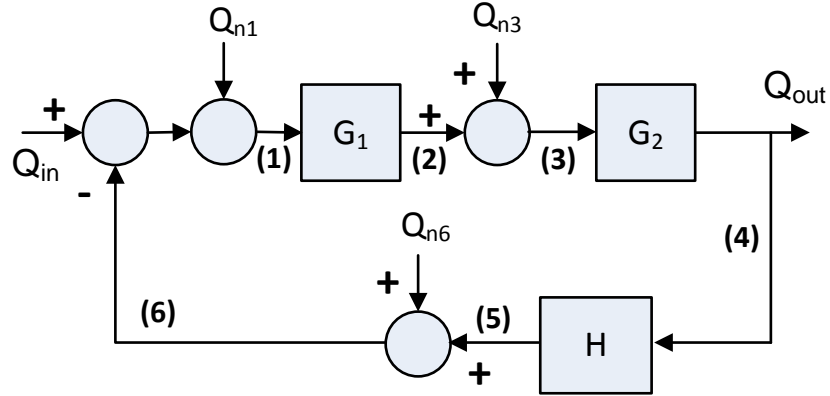 Qn1
Qn3
+
+
+
Qout
G1
G2
Qin
(1)
(2)
(3)
-
Qn6
(4)
+
(6)
(5)
H
+